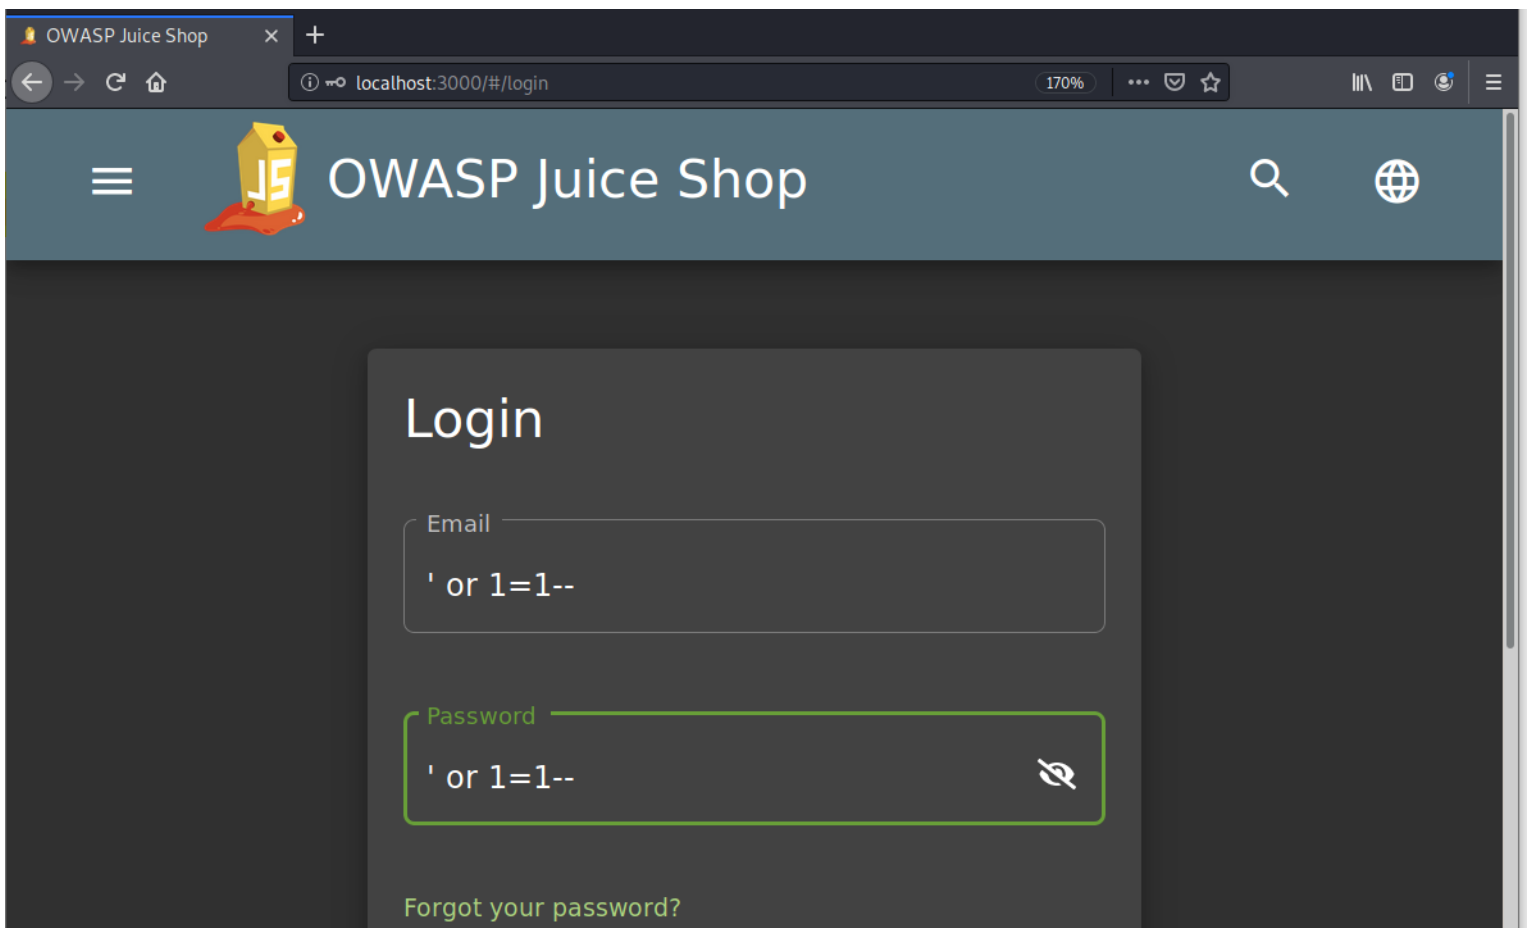 OWASP Juice Shop
localhost:3000/#/login
170%
JS
OWASP Juice Shop
Login
Email
' or 1=1--
Password
' or 1=1--
Forgot your password?